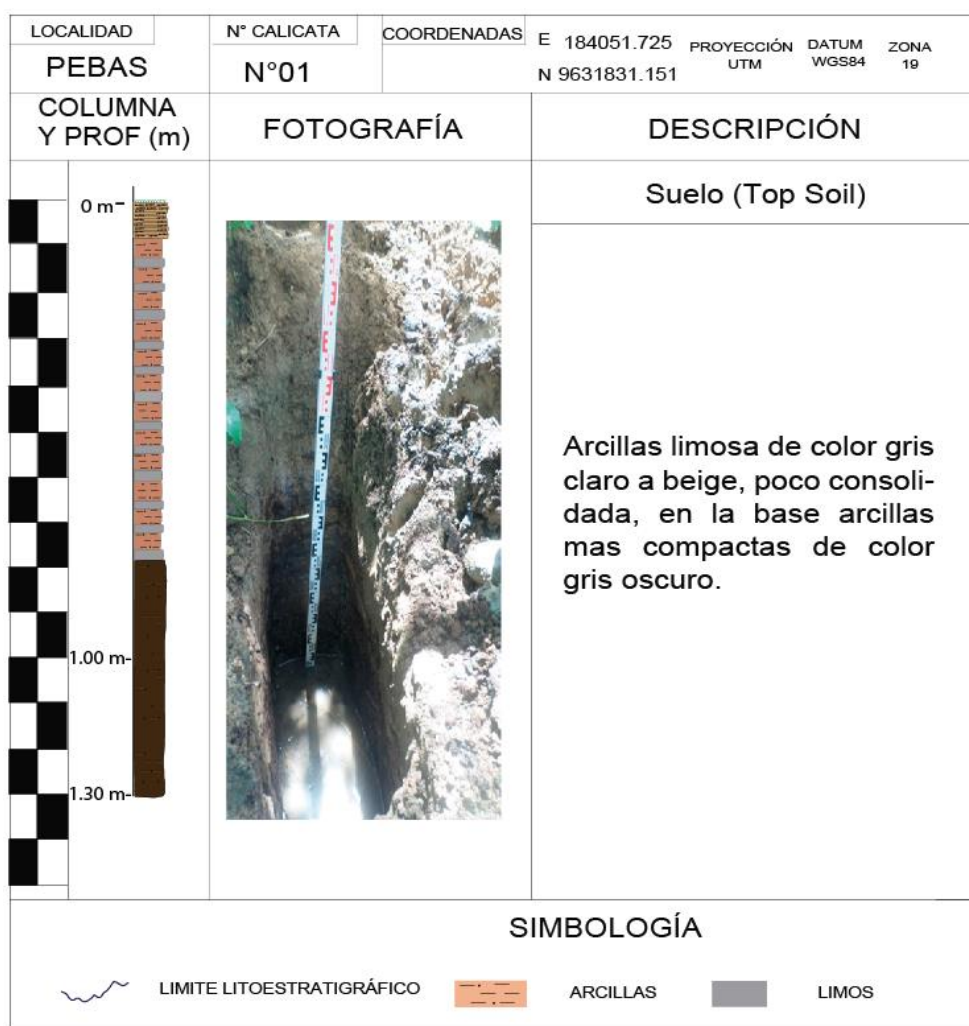 LOCALIDAD
PEBAS
N° CALICATA
N°01
COORDENADAS
E 184051.725
N 9631831.151
PROYECCIÓN
UTM
DATUM
WGS84
ZONA
19
COLUMNA
Y PROF (m)
FOTOGRAFÍA
DESCRIPCIÓN
0 m
1.00 m
1.30 m
Suelo (Top Soil)
Arcillas limosa de color gris
claro a beige, poco consoli-
dada, en la base arcillas
mas compactas de color
gris oscuro.
SIMBOLOGÍA
LIMITE LITOESTRATIGRÁFICO
ARCILLAS
LIMOS